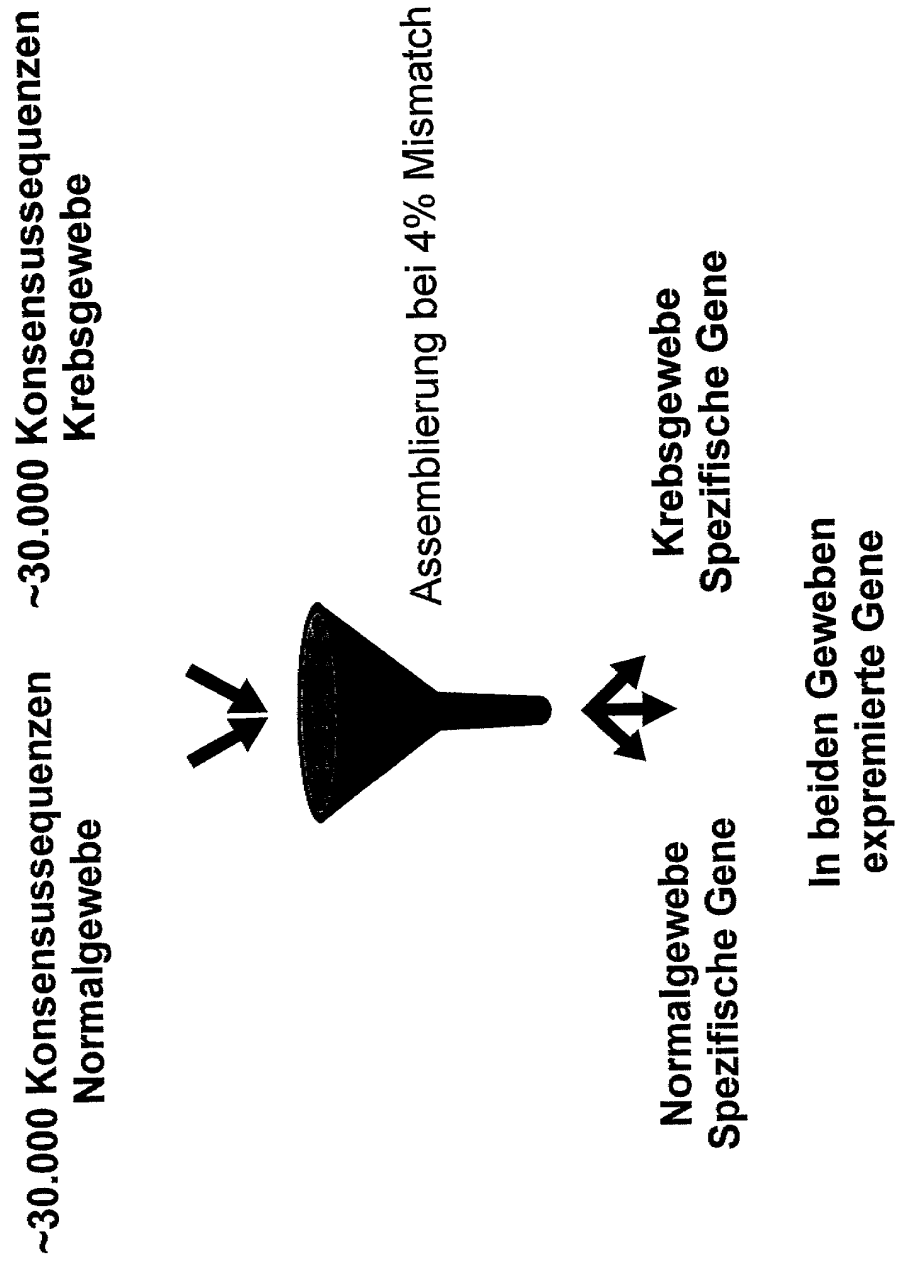 ~30.000 Konsensussequenzen
Normalgewebe
~30.000 Konsensussequenzen
Krebsgewebe
Assemblierung bei 4% Mismatch
Normalgewebe
Spezifische Gene
Krebsgewebe
Spezifische Gene
In beiden Geweben
expremierte Gene